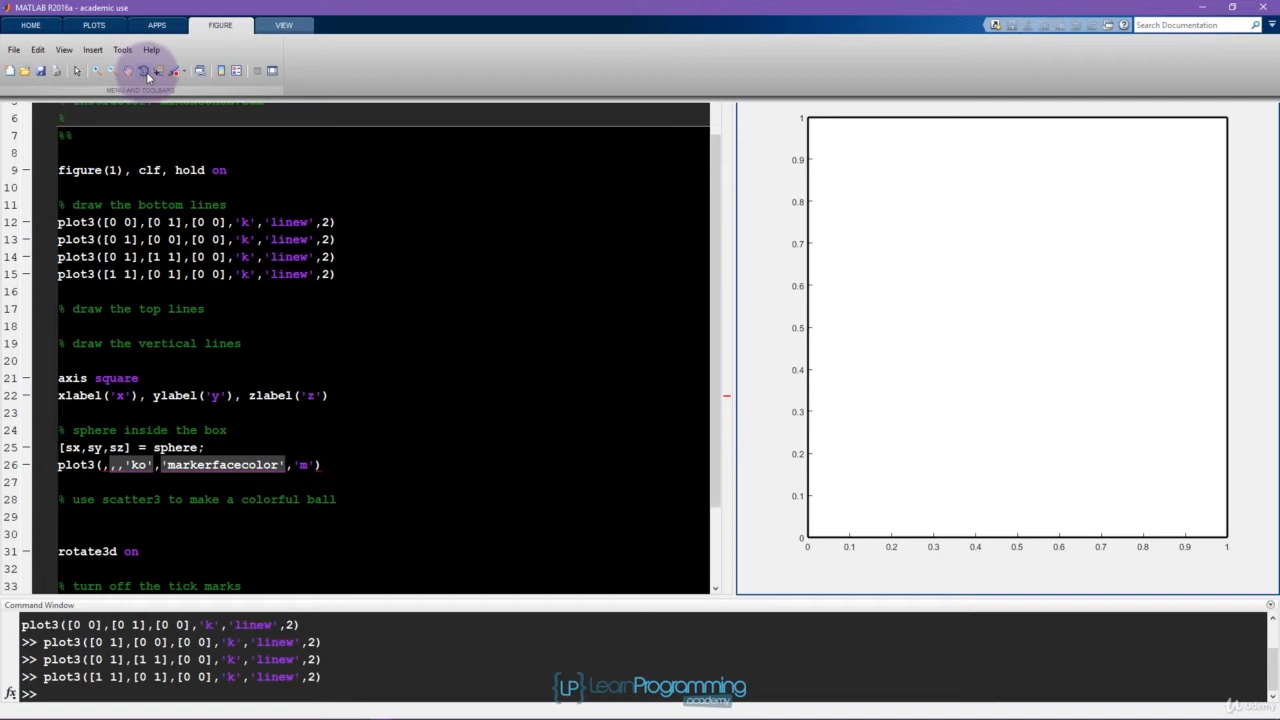 MATLAB R2016a - academic use
HOME PLOTS APPS FIGURE VIEW
Search Documentation
File Edit View Insert Tools Help
MENU AND TOOLBARS
6 %
7 %%
8
9 figure(1), clf, hold on
10
11 % draw the bottom lines
12 plot3([0 0],[0 1],[0 0],'k','linew',2)
13 plot3([0 1],[0 0],[0 0],'k','linew',2)
14 plot3([0 1],[1 1],[0 0],'k','linew',2)
15 plot3([1 1],[0 1],[0 0],'k','linew',2)
16
17 % draw the top lines
18
19 % draw the vertical lines
20
21 axis square
22 xlabel('x'), ylabel('y'), zlabel('z')
23
24 % sphere inside the box
25 [sx,sy,sz] = sphere;
26 plot3(,,,'ko','markerfacecolor','m')
27
28 % use scatter3 to make a colorful ball
29
30
31 rotate3d on
32
33 % turn off the tick marks
1
0.9
0.8
0.7
0.6
0.5
0.4
0.3
0.2
0.1
0
0 0.1 0.2 0.3 0.4 0.5 0.6 0.7 0.8 0.9 1
Command Window
plot3([0 0],[0 1],[0 0],'k','linew',2)
>> plot3([0 1],[0 0],[0 0],'k','linew',2)
>> plot3([0 1],[1 1],[0 0],'k','linew',2)
>> plot3([1 1],[0 1],[0 0],'k','linew',2)
fx >>
{LP} LearnProgramming
academy
Udemy